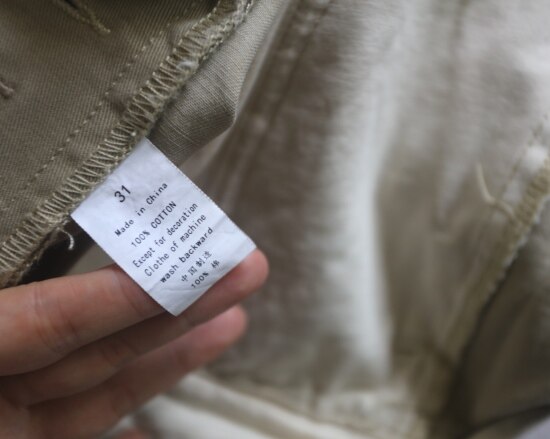 31
Made in China
100% COTTON
Except for decoration
Clothe of machine
wash backward
中国制造
100% 棉